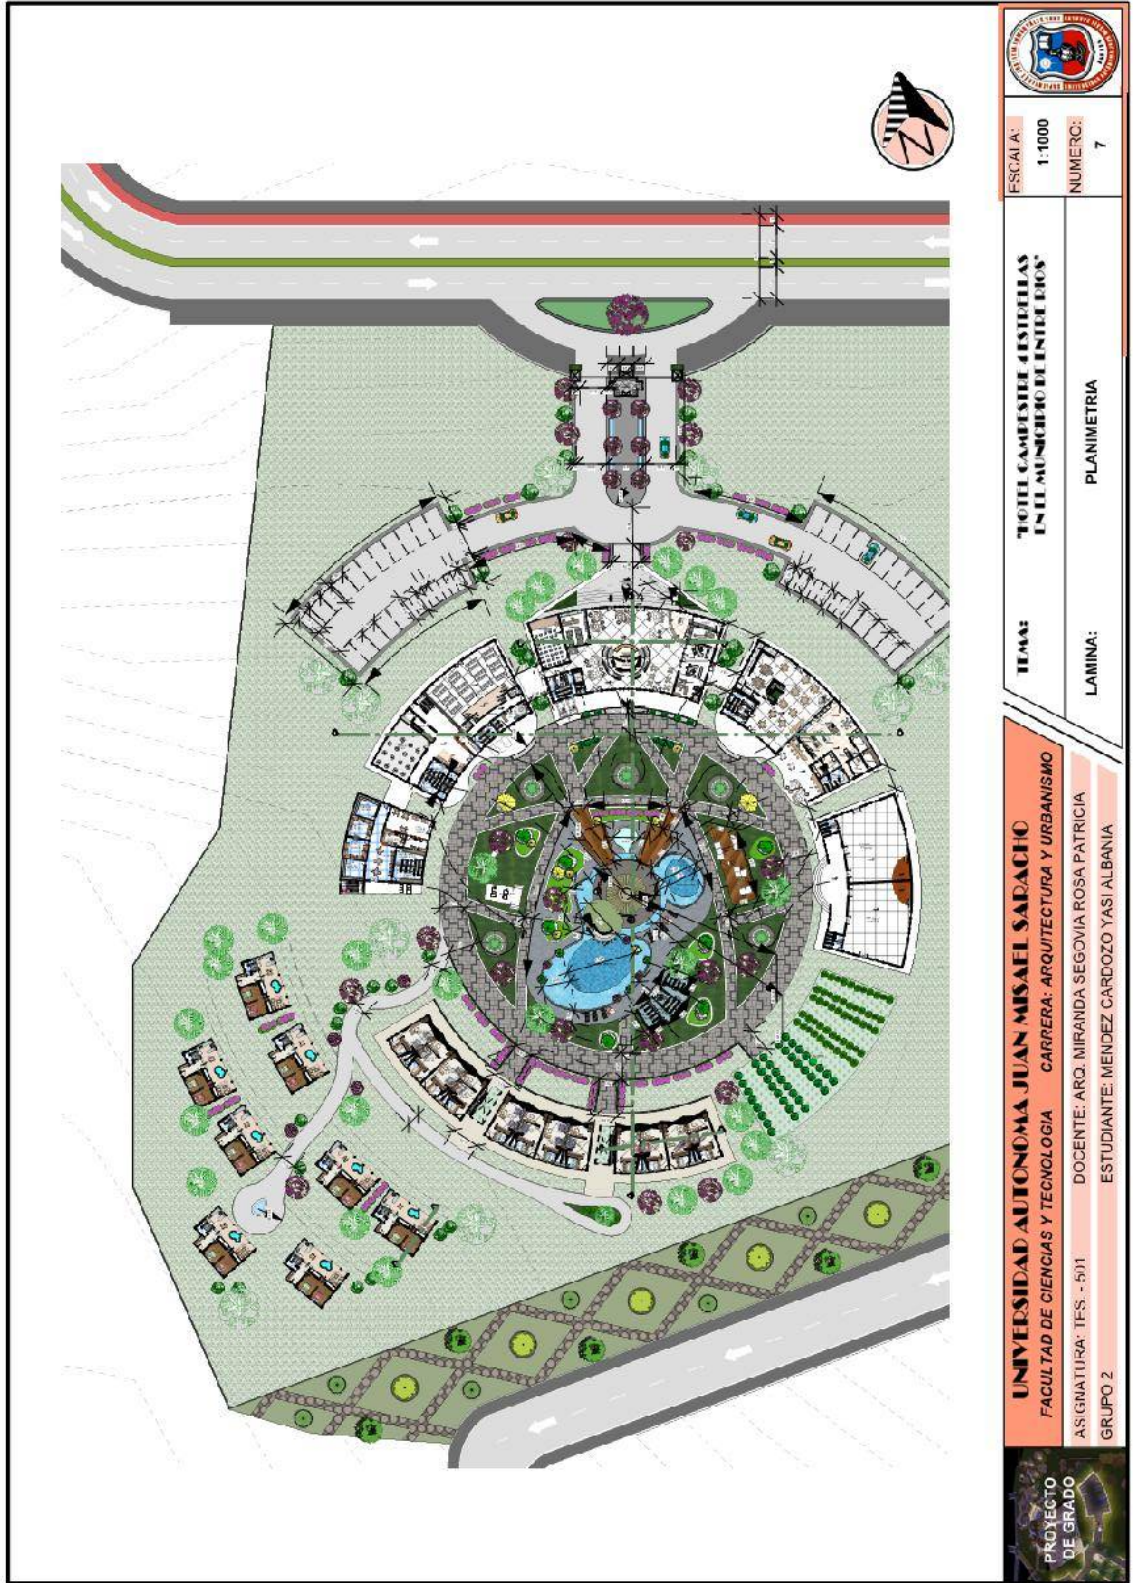 PROYECTO
DE GRADO
UNIVERSIDAD AUTONOMA JUAN MISAEL SARACHO
FACULTAD DE CIENCIAS Y TECNOLOGIA CARRERA: ARQUITECTURA Y URBANISMO
ASIGNATURA: TES. - 501 DOCENTE: ARQ. MIRANDA SEGOVIA ROSA PATRICIA
GRUPO 2 ESTUDIANTE: MENDEZ CARDOZO YASI ALBANIA
TEMA:
"HOTEL CAMPESTRE 4 ESTRELLAS
EN EL MUNICIPIO DE ENTRE RIOS"
LAMINA:
PLANIMETRIA
ESCALA:
1:1000
NUMERO:
7
N